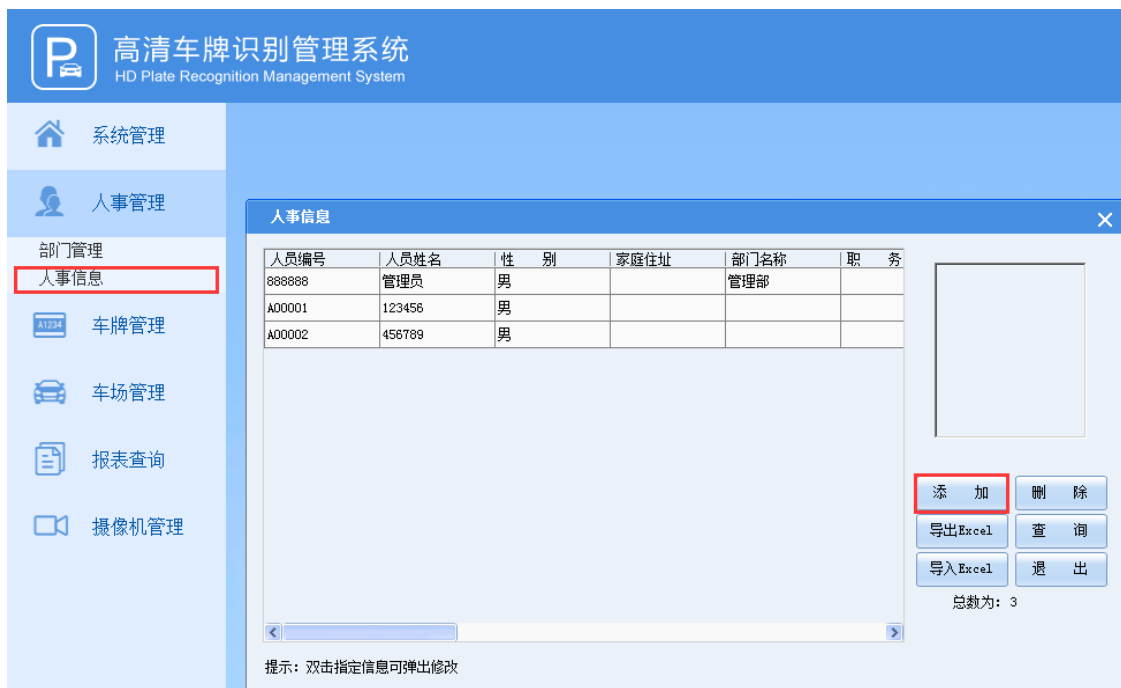 P
高清车牌识别管理系统
HD Plate Recognition Management System
系统管理
人事管理
部门管理
人事信息
A1234
车牌管理
车场管理
报表查询
摄像机管理
人事信息
人员编号 人员姓名 性 别 家庭住址 部门名称 职 务
888888 管理员 男 管理部
A00001 123456 男
A00002 456789 男
添 加 删 除
导出Excel 查 询
导入Excel 退 出
总数为: 3
提示: 双击指定信息可弹出修改